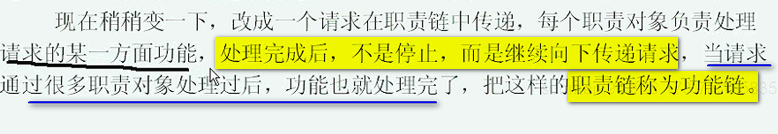 现在稍稍变一下，改成一个请求在职责链中传递，每个职责对象负责处理
请求的某一方面功能，处理完成后，不是停止，而是继续向下传递请求，当请求
通过很多职责对象处理过后，功能也就处理完了，把这样的职责链称为功能链。